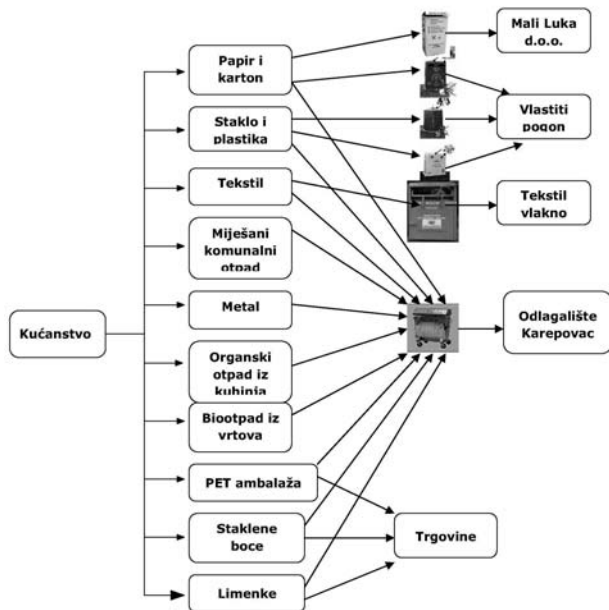 Mali Luka
d.o.o.
Papir i
karton
Staklo i
plastika
Vlastiti
pogon
Tekstil
Tekstil
vlakno
Miješani
komunalni
otpad
Metal
Kućanstvo
Odlagalište
Karepovac
Organski
otpad iz
kuhinja
Biootpad iz
vrtova
PET ambalaža
Staklene
boce
Trgovine
Limenke